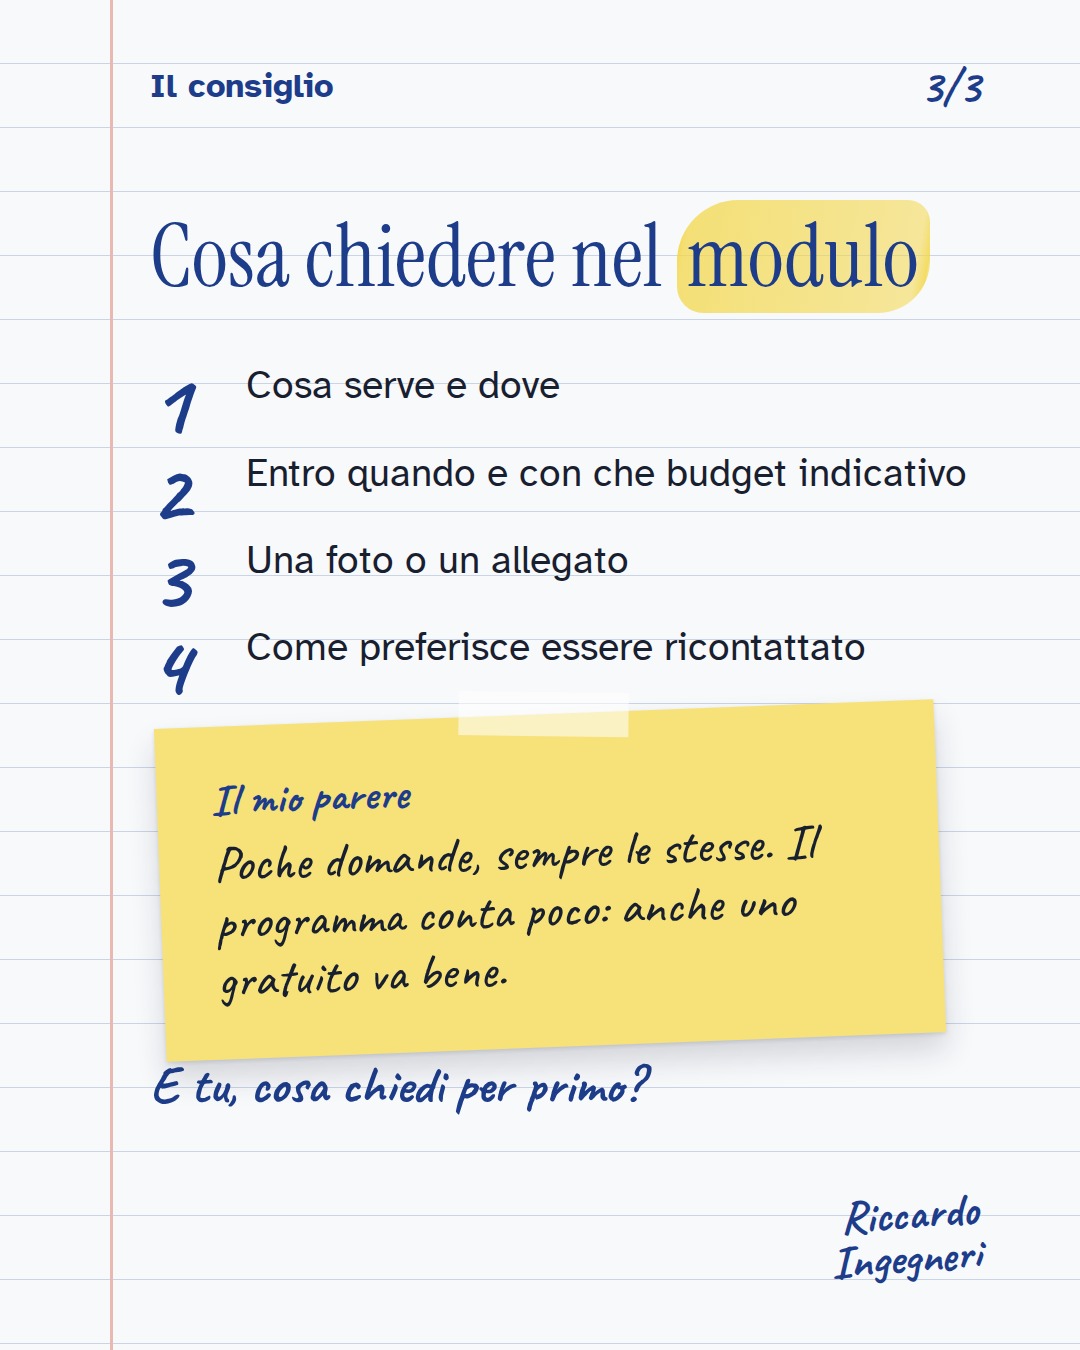 Il consiglio
3/3
Cosa chiedere nel modulo
1 Cosa serve e dove
2 Entro quando e con che budget indicativo
3 Una foto o un allegato
4 Come preferisce essere ricontattato
Il mio parere
Poche domande, sempre le stesse. Il
programma conta poco: anche uno
gratuito va bene.
E tu, cosa chiedi per primo?
Riccardo
Ingegneri